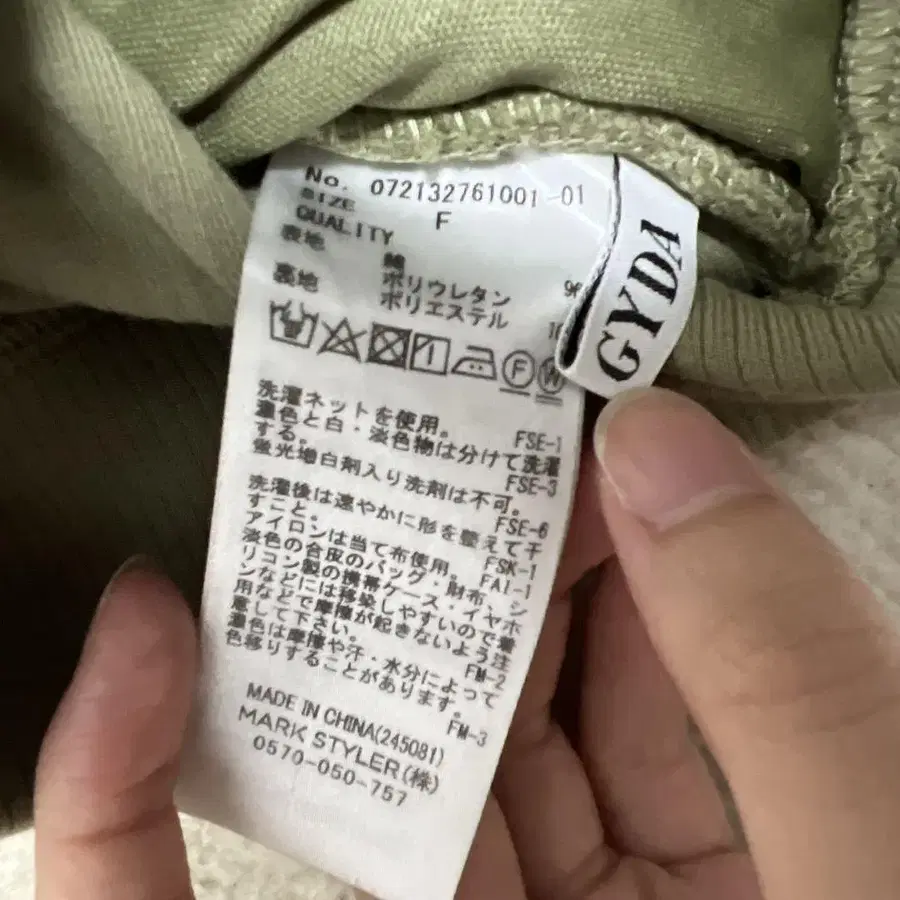 No. 072132761001-01
SIZE F
QUALITY
表地 綿
ポリウレタン
裏地 ポリエステル
F W
洗濯ネットを使用。 FSE-1
濃色と白・淡色物は分けて洗濯
する。 FSE-3
蛍光増白剤入り洗剤は不可。
FSE-6
洗濯後は速やかに形を整えて干
すこと。 FSK-1
アイロンは当て布使用。 FAI-1
淡色の合皮のバッグ・財布、シ
リコン製の携帯ケース・イヤホ
ンなどには移染しやすいので着
用などで摩擦が起きないよう注
意して下さい。 FM-2
濃色は摩擦や汗・水分によって
色移りすることがあります。
FM-3
MADE IN CHINA(245081)
MARK STYLER(株)
0570-050-757
GYDA